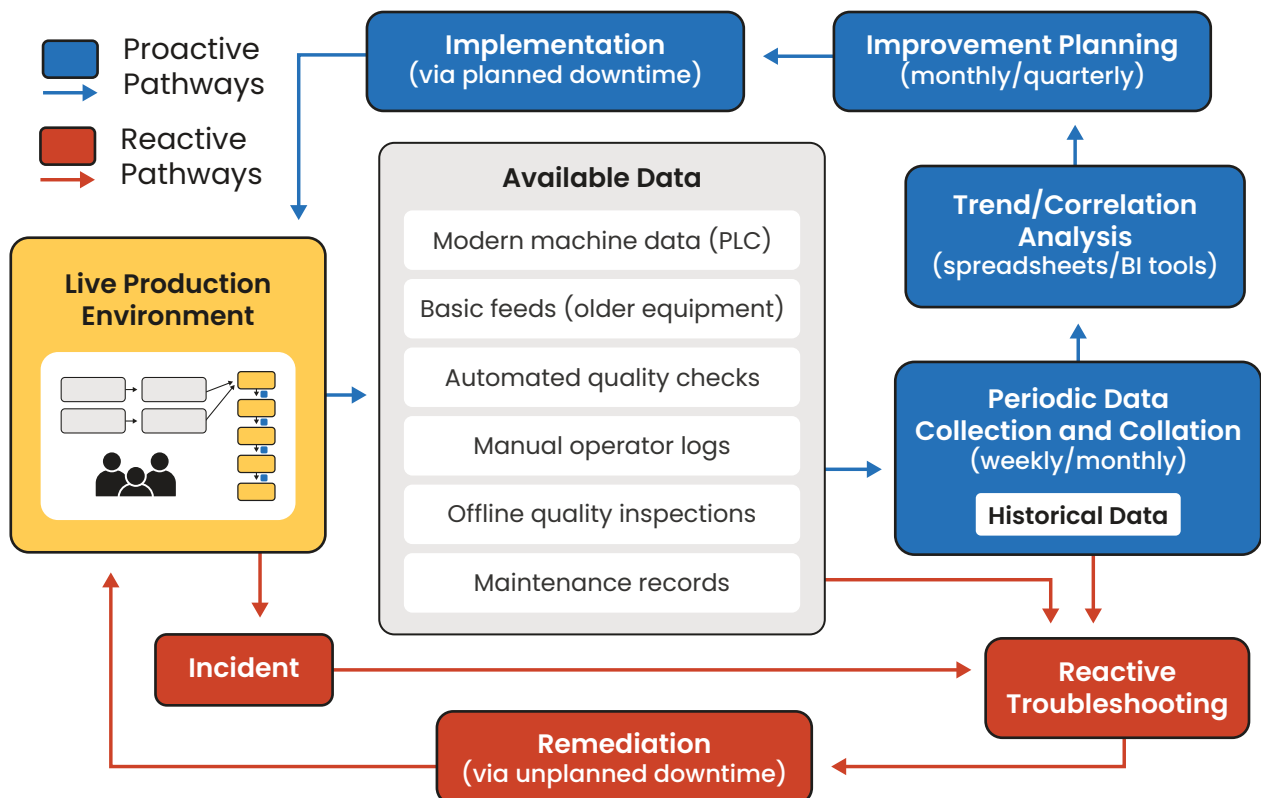 Proactive
Pathways
Reactive
Pathways
Implementation
(via planned downtime)
Improvement Planning
(monthly/quarterly)
Available Data
Modern machine data (PLC)
Basic feeds (older equipment)
Automated quality checks
Manual operator logs
Offline quality inspections
Maintenance records
Trend/Correlation
Analysis
(spreadsheets/BI tools)
Live Production
Environment
Periodic Data
Collection and Collation
(weekly/monthly)
Historical Data
Incident
Reactive
Troubleshooting
Remediation
(via unplanned downtime)